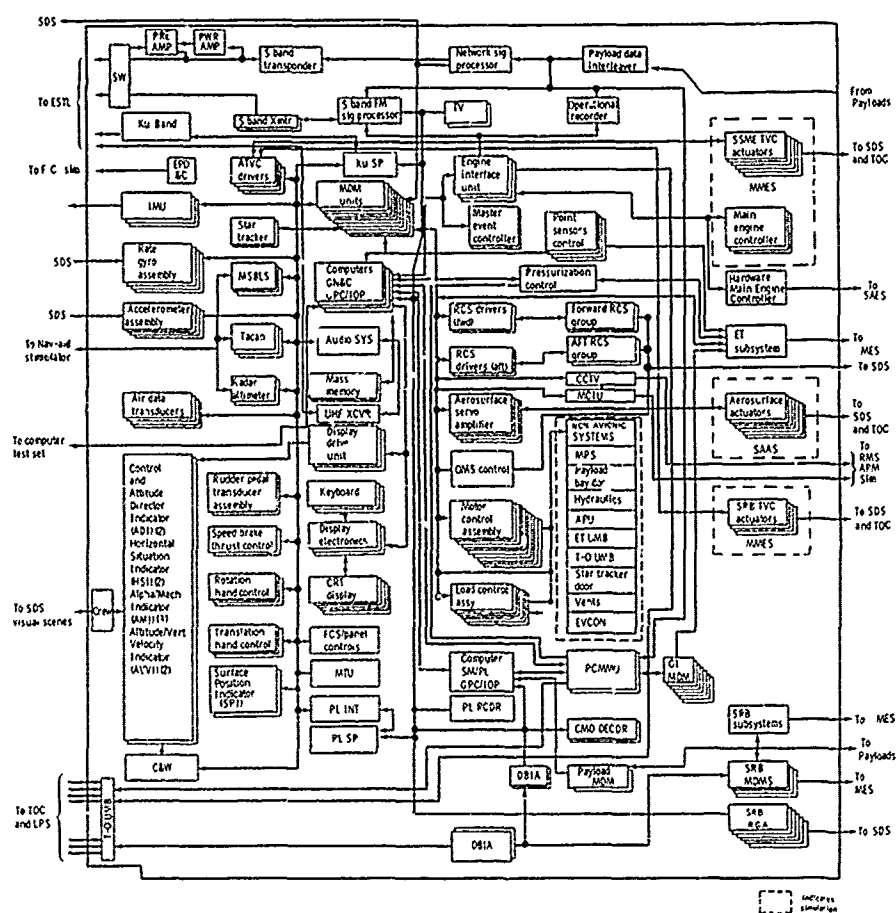 SDS
PRE
AMP
PWR
AMP
SW
S band
transponder
Network sig
processor
Payload data
interleaver
From
Payloads
To ESTL
Ku Band
S band Xmtr
S band FM
sig processor
TV
Operational
recorder
SSME TVC
actuators
MMES
To SDS
and TOC
EPD
&C
ATVC
drivers
Ku SP
Engine
interface
unit
IMU
MDM
units
Star
tracker
Master
event controller
Point
sensors
control
Main
engine
controller
SDS
Rate
gyro
assembly
MSBLS
Computers
GN&C
GPC/IOP
Pressurization
control
Hardware
Main Engine
Controller
To
SAES
SDS
Accelerometer
assembly
RCS drivers
(fwd)
Forward RCS
group
ET
subsystem
To
MES
To Nav-aid
stimulator
Tacan
Audio SYS
RCS
drivers (aft)
AFT RCS
group
To SDS
Air data
transducers
Radar
altimeter
Mass
memory
CCTV
MCIU
UHF XCVR
Aerosurface
servo
amplifier
Aerosurface
actuators
SAAS
To
SDS
and TOC
To computer
test set
Display
drive
unit
SYSTEMS
MPS
Payload
bay door
Hydraulics
APU
ET UMB
T-O UMB
Star tracker
door
Vents
EVCON
To
RMS
APM
Sim
Control
and
Attitude
Director
Indicator
(ADI) (2)
Horizontal
Situation
Indicator
(HSI) (2)
Alpha/Mach
Indicator
Altitude/Vert
Velocity
Indicator
Rudder pedal
transducer
assembly
Keyboard
OMS control
Speed brake
thrust control
Display
electronics
Motor
control
assembly
SRB TVC
actuators
MMES
To SDS
and TOC
Rotation
hand control
CRT
display
Load control
assy
To SDS
visual scenes
Crew
Translation
hand control
FCS/panel
controls
Computer
SM/PL
GPC/IOP
PCMMU
MDM
Surface
Position
Indicator
(SPI)
MTU
PL INT
PL RCDR
PL SP
CMD DECDR
SRB
subsystems
To MES
C&W
To
Payloads
Payload
MDM
SRB
MDMS
To
MES
To TOC
and LPS
T-O UMB
SRB
RGA
To SDS
Indicates
simulation